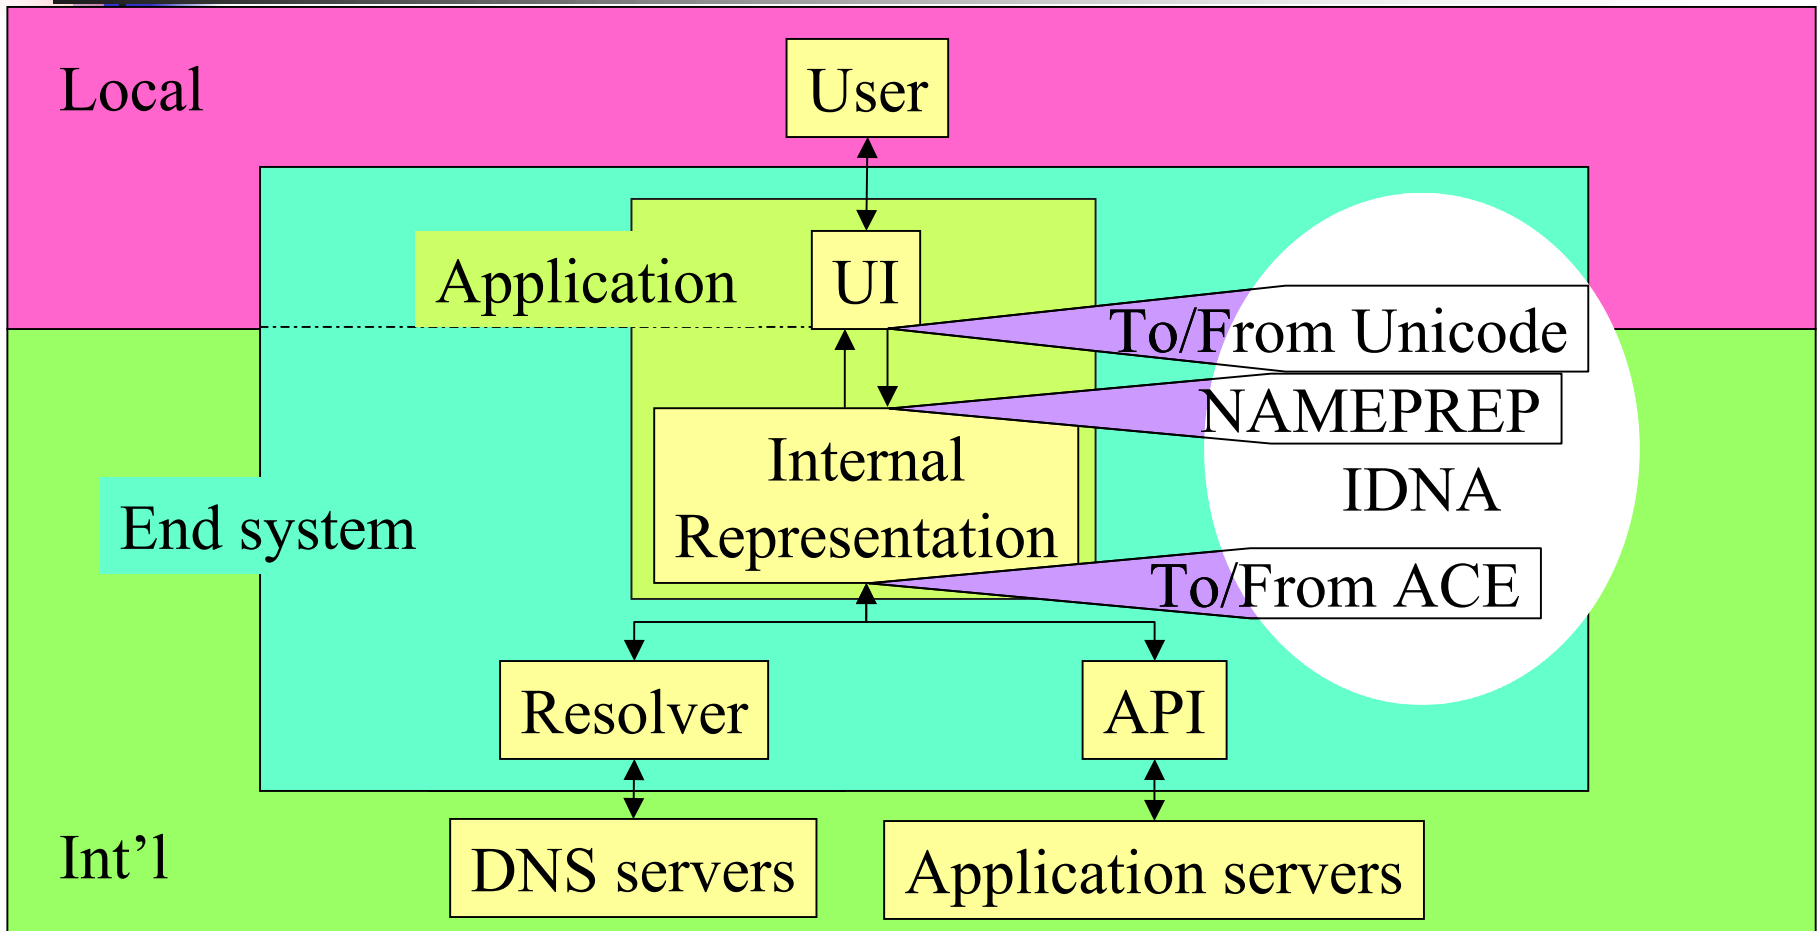 Local
User
Application
UI
To/From Unicode
NAMEPREP
Internal
Representation
IDNA
End system
To/From ACE
Resolver
API
Int’l
DNS servers
Application servers